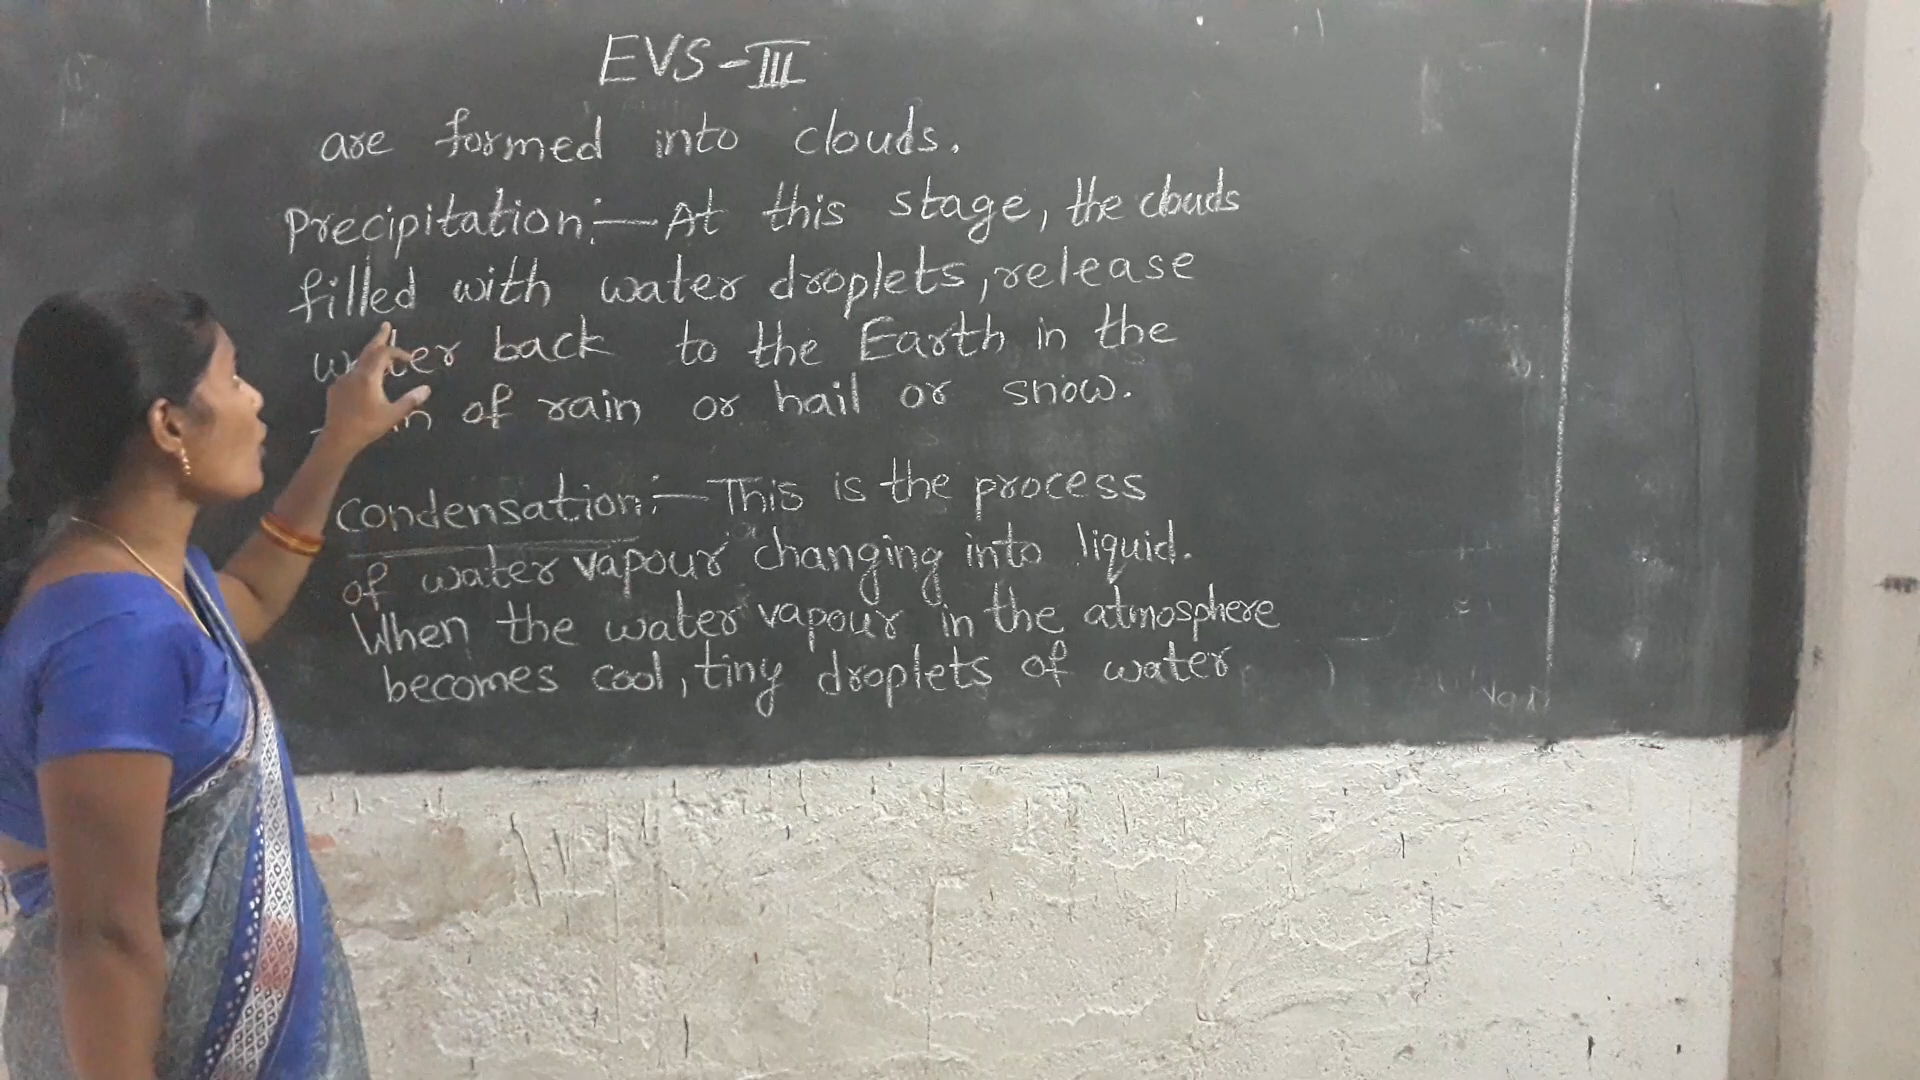 EVS-III
are formed into clouds.
Precipitation:- At this stage, the clouds
filled with water droplets, release
water back to the Earth in the
of rain or hail or snow.
Condensation:- This is the process
of water vapour changing into liquid.
When the water vapour in the atmosphere
becomes cool, tiny droplets of water